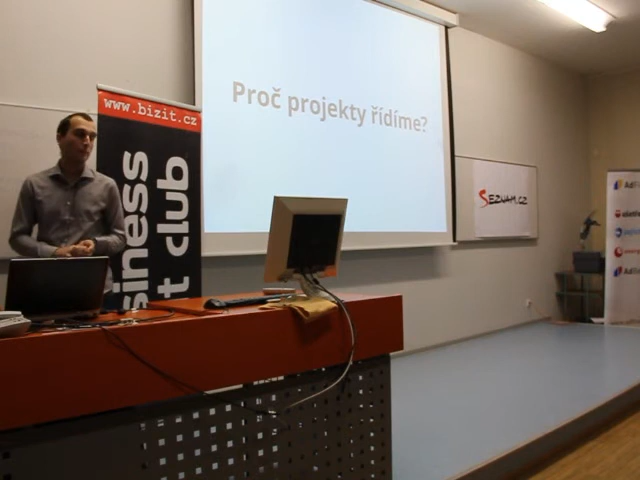 www.bizit.cz
siness
t club
Proč projekty řídíme?
SEZNAM.CZ